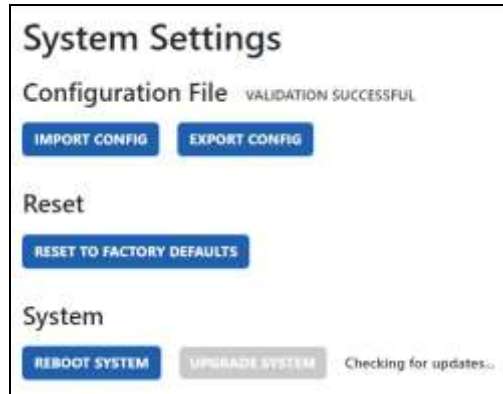 System Settings
Configuration File VALIDATION SUCCESSFUL
IMPORT CONFIG EXPORT CONFIG
Reset
RESET TO FACTORY DEFAULTS
System
REBOOT SYSTEM UPGRADE SYSTEM Checking for updates...